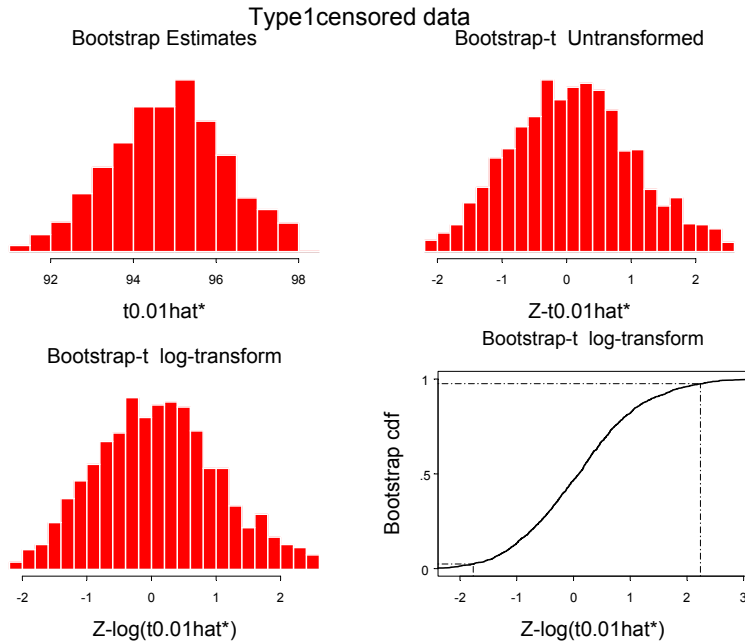 Type1censored data
Bootstrap Estimates
92 94 96 98
t0.01hat*
Bootstrap-t Untransformed
-2 -1 0 1 2
Z-t0.01hat*
Bootstrap-t log-transform
-2 -1 0 1 2
Z-log(t0.01hat*)
Bootstrap-t log-transform
Bootstrap cdf
1
.5
0
-2 -1 0 1 2 3
Z-log(t0.01hat*)